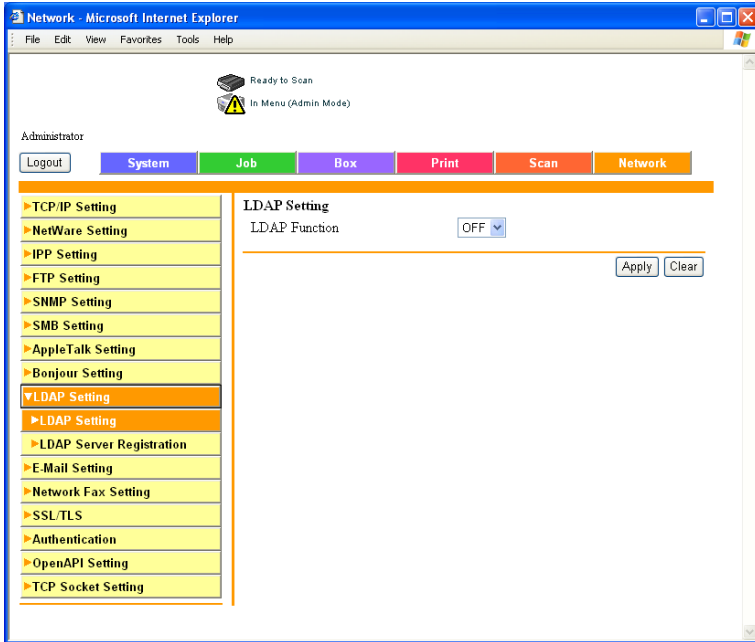 Network - Microsoft Internet Explorer
File Edit View Favorites Tools Help
Ready to Scan
In Menu (Admin Mode)
Administrator
Logout System Job Box Print Scan Network
TCP/IP Setting
NetWare Setting
IPP Setting
FTP Setting
SNMP Setting
SMB Setting
AppleTalk Setting
Bonjour Setting
LDAP Setting
LDAP Setting
LDAP Server Registration
E-Mail Setting
Network Fax Setting
SSL/TLS
Authentication
OpenAPI Setting
TCP Socket Setting
LDAP Setting
LDAP Function OFF
Apply Clear